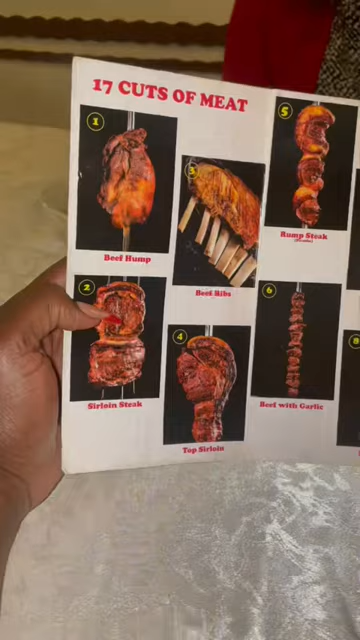 17 CUTS OF MEAT
1
Beef Hump
2
Sirloin Steak
3
Beef Ribs
4
Top Sirloin
5
Rump Steak
6
Beef with Garlic
8